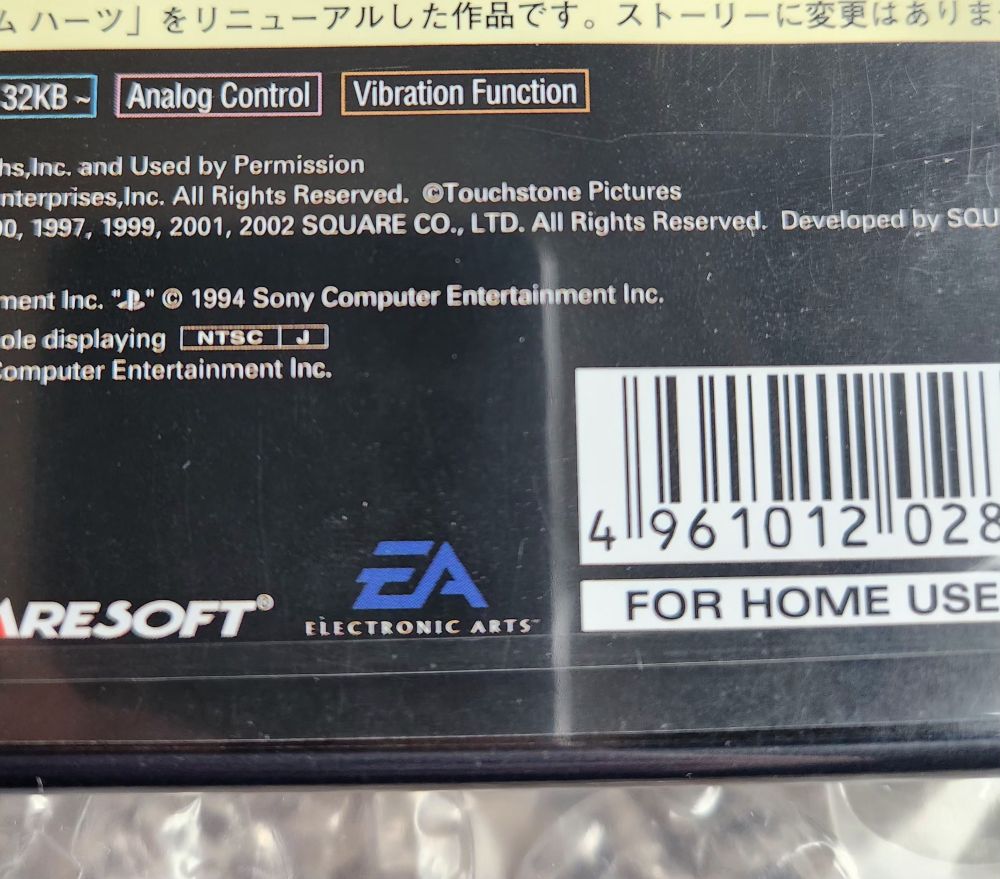 ム ハーツ」をリニューアルした作品です。ストーリーに変更はありま
32KB ~ Analog Control Vibration Function
hs,Inc. and Used by Permission
nterprises,Inc. All Rights Reserved. ©Touchstone Pictures
00, 1997, 1999, 2001, 2002 SQUARE CO., LTD. All Rights Reserved. Developed by SQU
ment Inc. "PS" © 1994 Sony Computer Entertainment Inc.
ole displaying NTSC J
Computer Entertainment Inc.
4 961012 028
ARESOFT® EA
ELECTRONIC ARTS™
FOR HOME USE